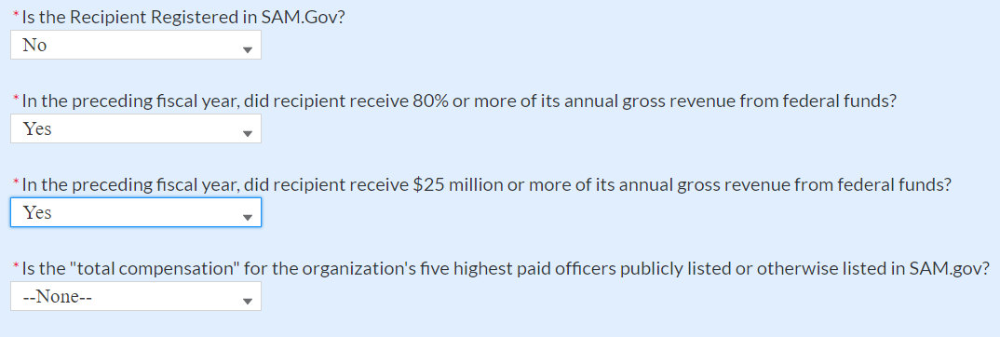 *Is the Recipient Registered in SAM.Gov?
No
*In the preceding fiscal year, did recipient receive 80% or more of its annual gross revenue from federal funds?
Yes
*In the preceding fiscal year, did recipient receive $25 million or more of its annual gross revenue from federal funds?
Yes
*Is the "total compensation" for the organization's five highest paid officers publicly listed or otherwise listed in SAM.gov?
--None--